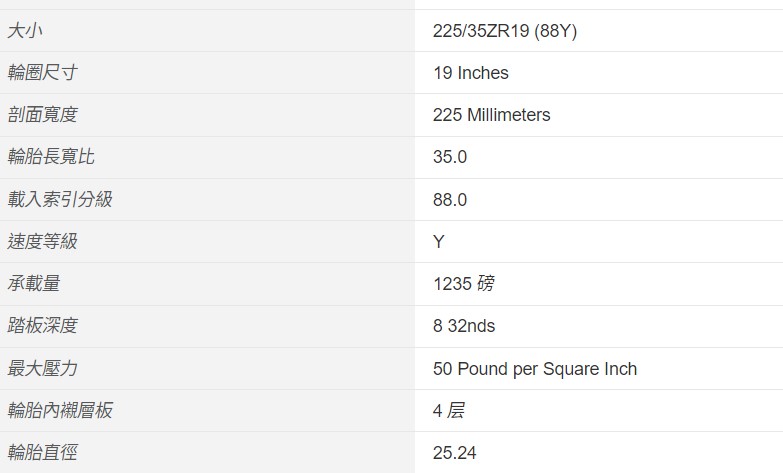 大小 225/35ZR19 (88Y)
輪圈尺寸 19 Inches
剖面寬度 225 Millimeters
輪胎長寬比 35.0
載入索引分級 88.0
速度等級 Y
承載量 1235 磅
踏板深度 8 32nds
最大壓力 50 Pound per Square Inch
輪胎內襯層板 4 层
輪胎直徑 25.24